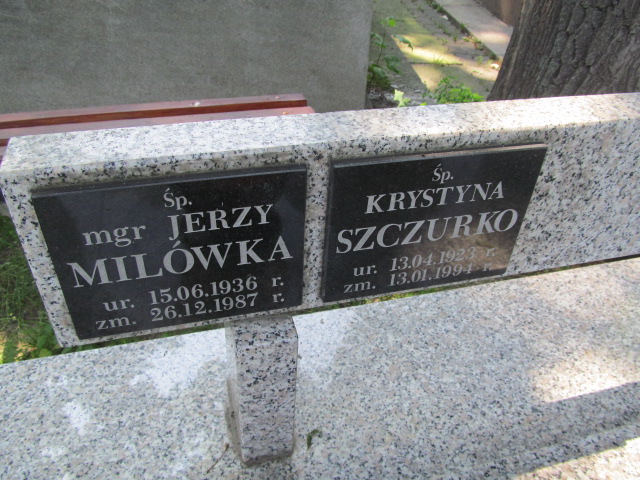 Śp.
mgr JERZY
MILÓWKA
ur. 15.06.1936 r.
zm. 26.12.1987 r.
Śp.
KRYSTYNA
SZCZURKO
ur. 13.04.1923 r.
zm. 13.01.1994 r.